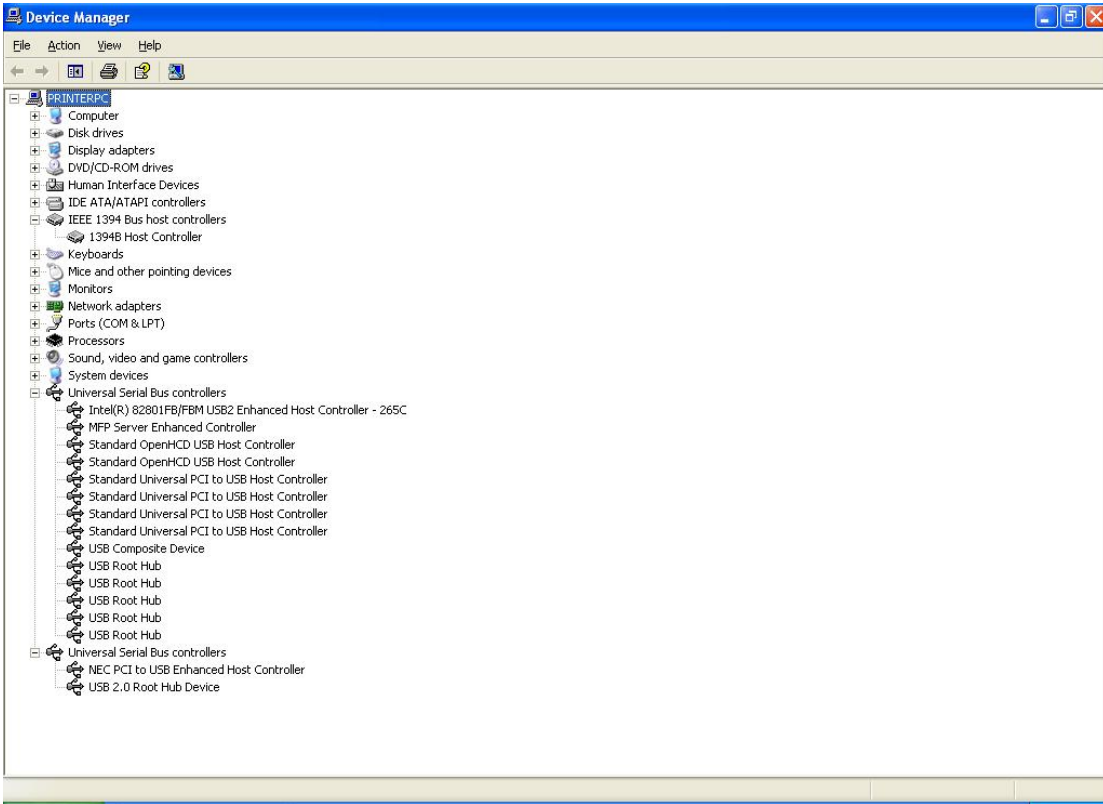 Device Manager
File Action View Help
PRINTERPC
Computer
Disk drives
Display adapters
DVD/CD-ROM drives
Human Interface Devices
IDE ATA/ATAPI controllers
IEEE 1394 Bus host controllers
1394B Host Controller
Keyboards
Mice and other pointing devices
Monitors
Network adapters
Ports (COM & LPT)
Processors
Sound, video and game controllers
System devices
Universal Serial Bus controllers
Intel(R) 82801FB/FBM USB2 Enhanced Host Controller - 265C
MFP Server Enhanced Controller
Standard OpenHCD USB Host Controller
Standard OpenHCD USB Host Controller
Standard Universal PCI to USB Host Controller
Standard Universal PCI to USB Host Controller
Standard Universal PCI to USB Host Controller
Standard Universal PCI to USB Host Controller
USB Composite Device
USB Root Hub
USB Root Hub
USB Root Hub
USB Root Hub
USB Root Hub
Universal Serial Bus controllers
NEC PCI to USB Enhanced Host Controller
USB 2.0 Root Hub Device